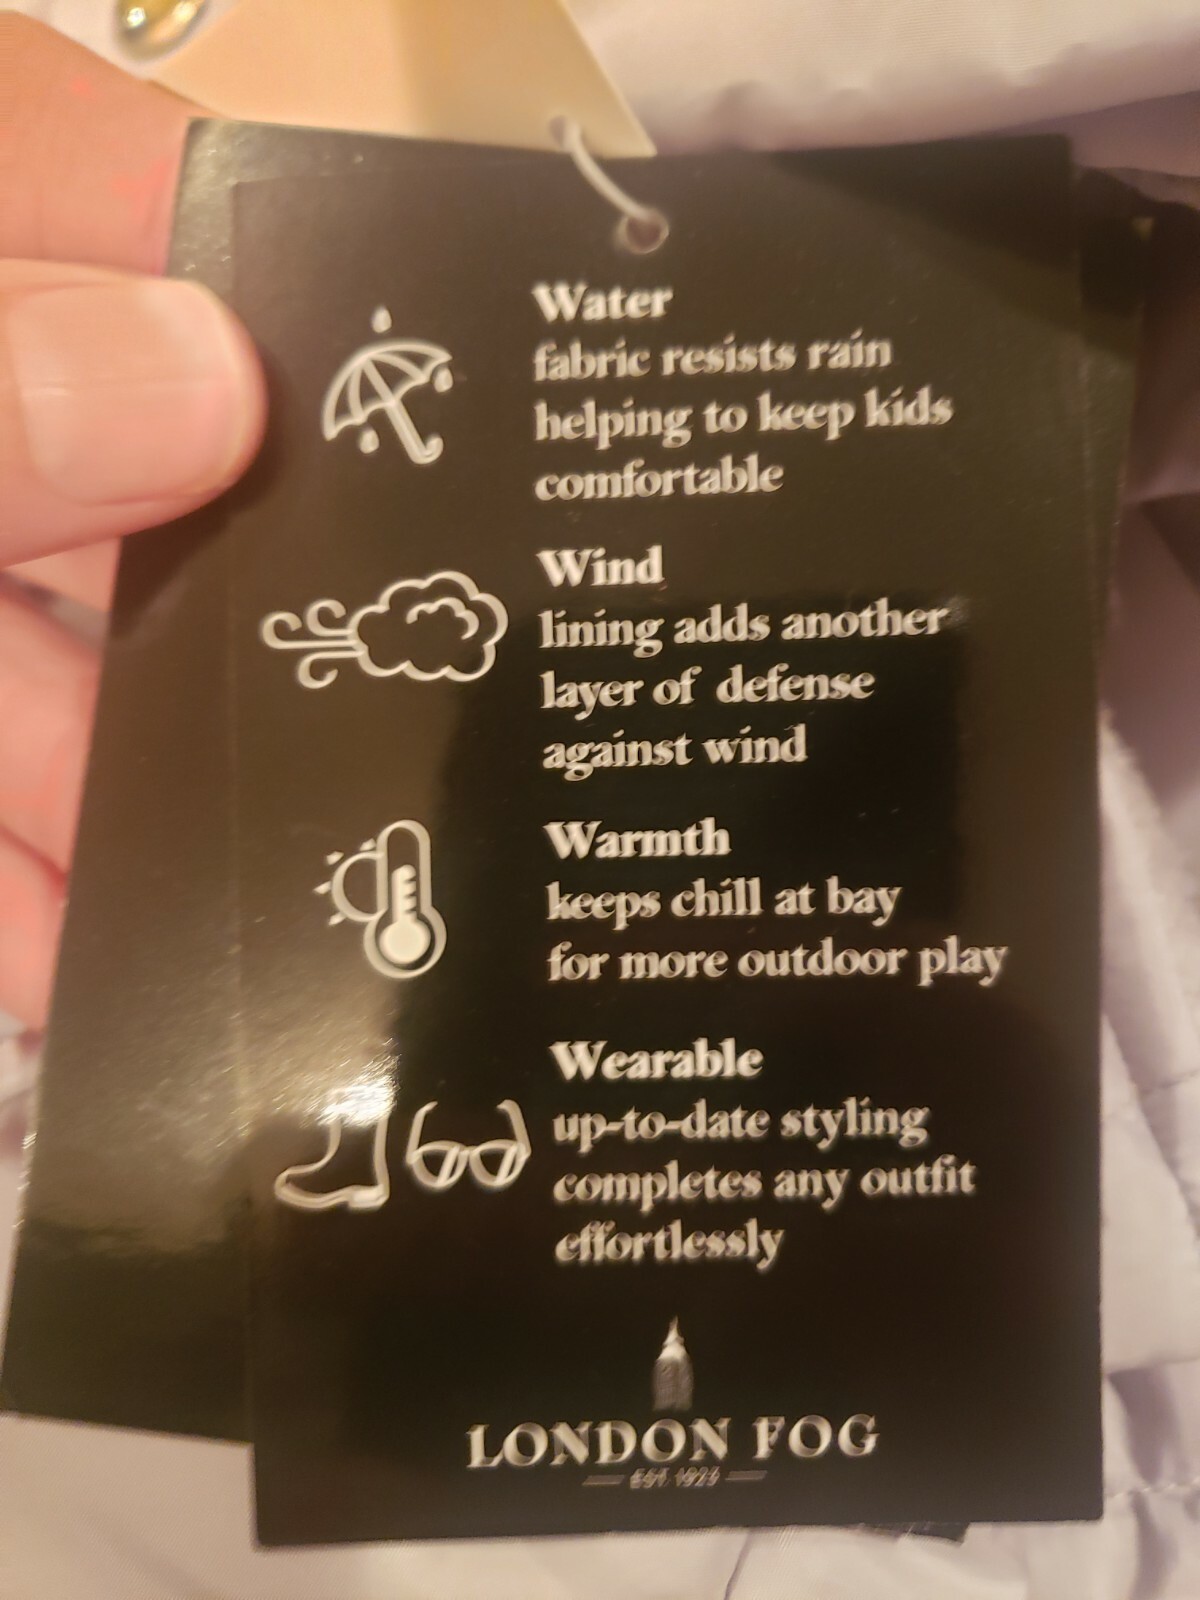 Water
fabric resists rain
helping to keep kids
comfortable
Wind
lining adds another
layer of defense
against wind
Warmth
keeps chill at bay
for more outdoor play
Wearable
up-to-date styling
completes any outfit
effortlessly
LONDON FOG
EST. 1923